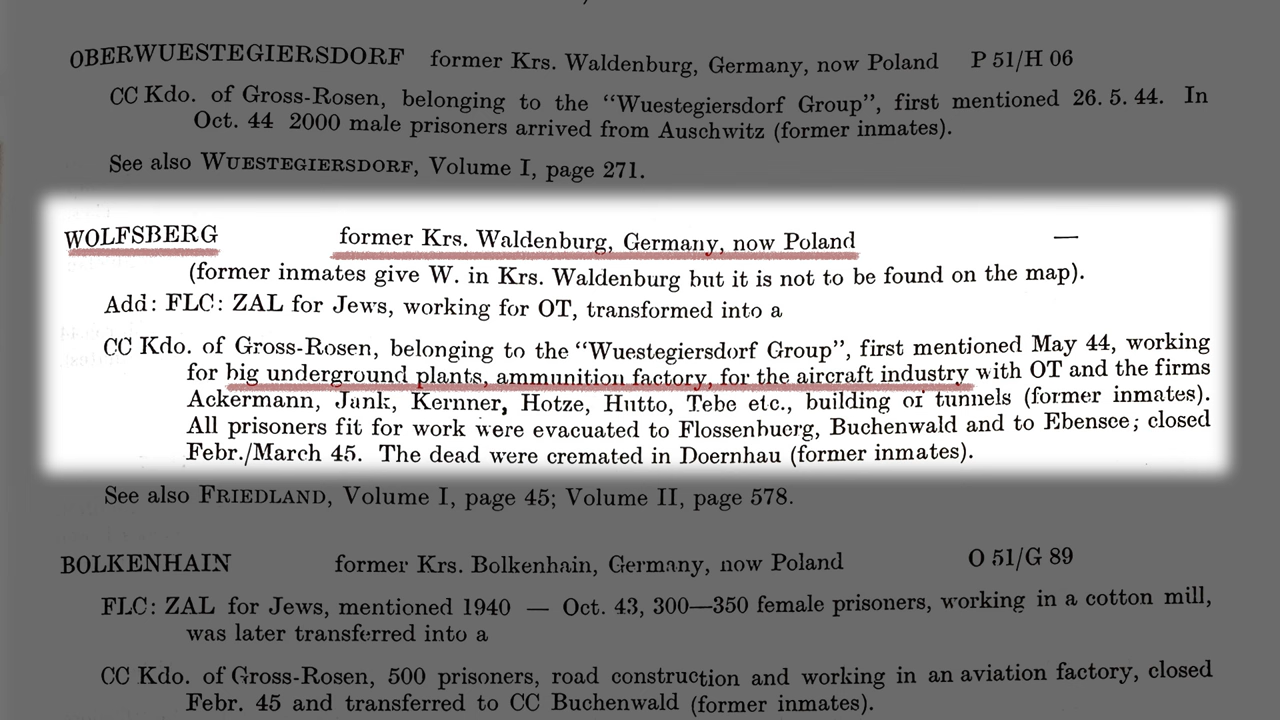 OBERWUESTEGIERSDORF former Krs. Waldenburg, Germany, now Poland P 51/H 06
CC Kdo. of Gross-Rosen, belonging to the “Wuestegiersdorf Group”, first mentioned 26. 5. 44. In
Oct. 44 2000 male prisoners arrived from Auschwitz (former inmates).
See also WUESTEGIERSDORF, Volume I, page 271.
WOLFSBERG former Krs. Waldenburg, Germany, now Poland —
(former inmates give W. in Krs. Waldenburg but it is not to be found on the map).
Add: FLC: ZAL for Jews, working for OT, transformed into a
CC Kdo. of Gross-Rosen, belonging to the “Wuestegiersdorf Group”, first mentioned May 44, working
for big underground plants, ammunition factory, for the aircraft industry with OT and the firms
Ackermann, Junk, Kernner, Hotze, Hutto, Tebe etc., building of tunnels (former inmates).
All prisoners fit for work were evacuated to Flossenbuerg, Buchenwald and to Ebensee; closed
Febr./March 45. The dead were cremated in Doernhau (former inmates).
See also FRIEDLAND, Volume I, page 45; Volume II, page 578.
BOLKENHAIN former Krs. Bolkenhain, Germany, now Poland O 51/G 89
FLC: ZAL for Jews, mentioned 1940 — Oct. 43, 300—350 female prisoners, working in a cotton mill,
was later transferred into a
CC Kdo. of Gross-Rosen, 500 prisoners, road construction and working in an aviation factory, closed
Febr. 45 and transferred to CC Buchenwald (former inmates).